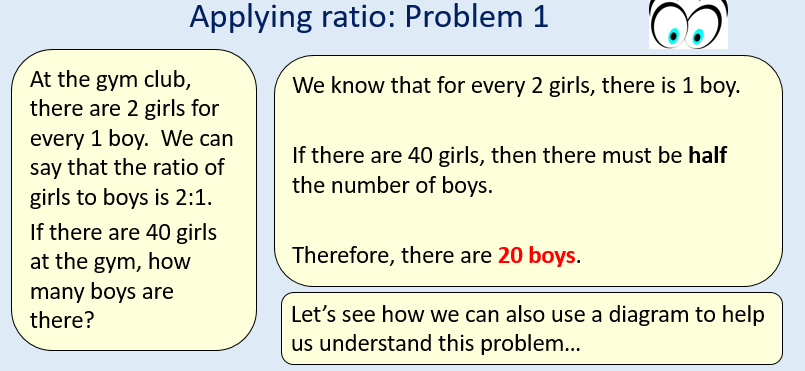 Applying ratio: Problem 1
At the gym club,
there are 2 girls for
every 1 boy.  We can
say that the ratio of
girls to boys is 2:1.
If there are 40 girls
at the gym, how
many boys are
there?
We know that for every 2 girls, there is 1 boy.
If there are 40 girls, then there must be half
the number of boys.
Therefore, there are 20 boys.
Let’s see how we can also use a diagram to help
us understand this problem…